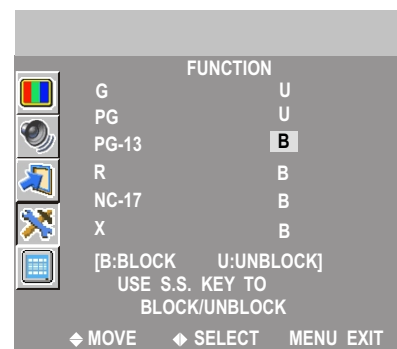 FUNCTION
G U
PG U
PG-13 B
R B
NC-17 B
X B
[B:BLOCK U:UNBLOCK]
USE S.S. KEY TO
BLOCK/UNBLOCK
MOVE SELECT MENU EXIT